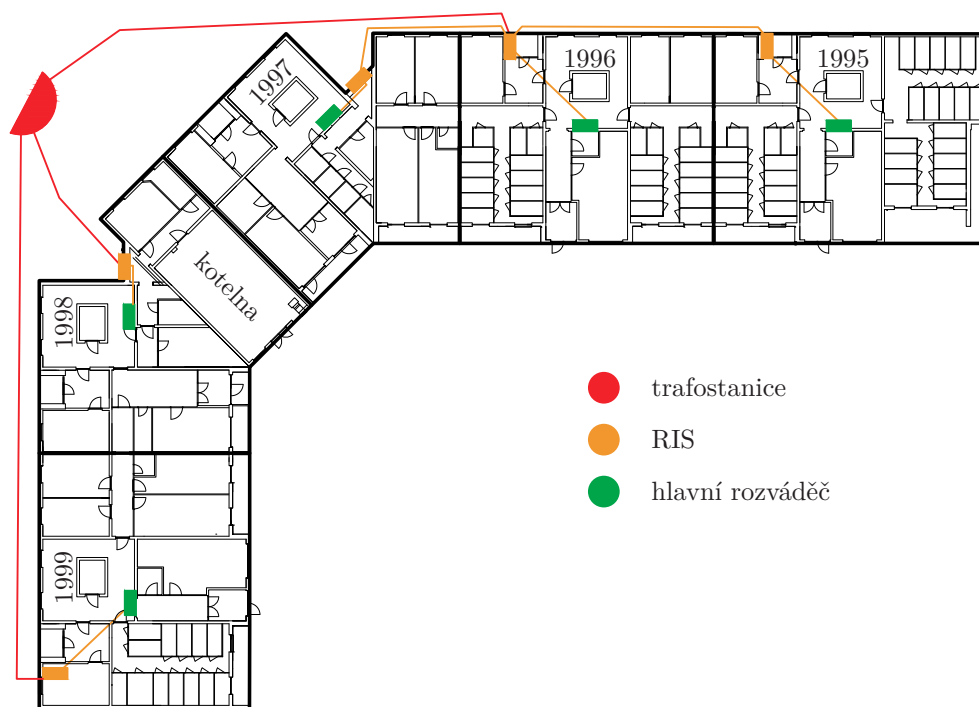 1997
1996
1995
kotelna
1998
1999
trafostanice
RIS
hlavní rozváděč